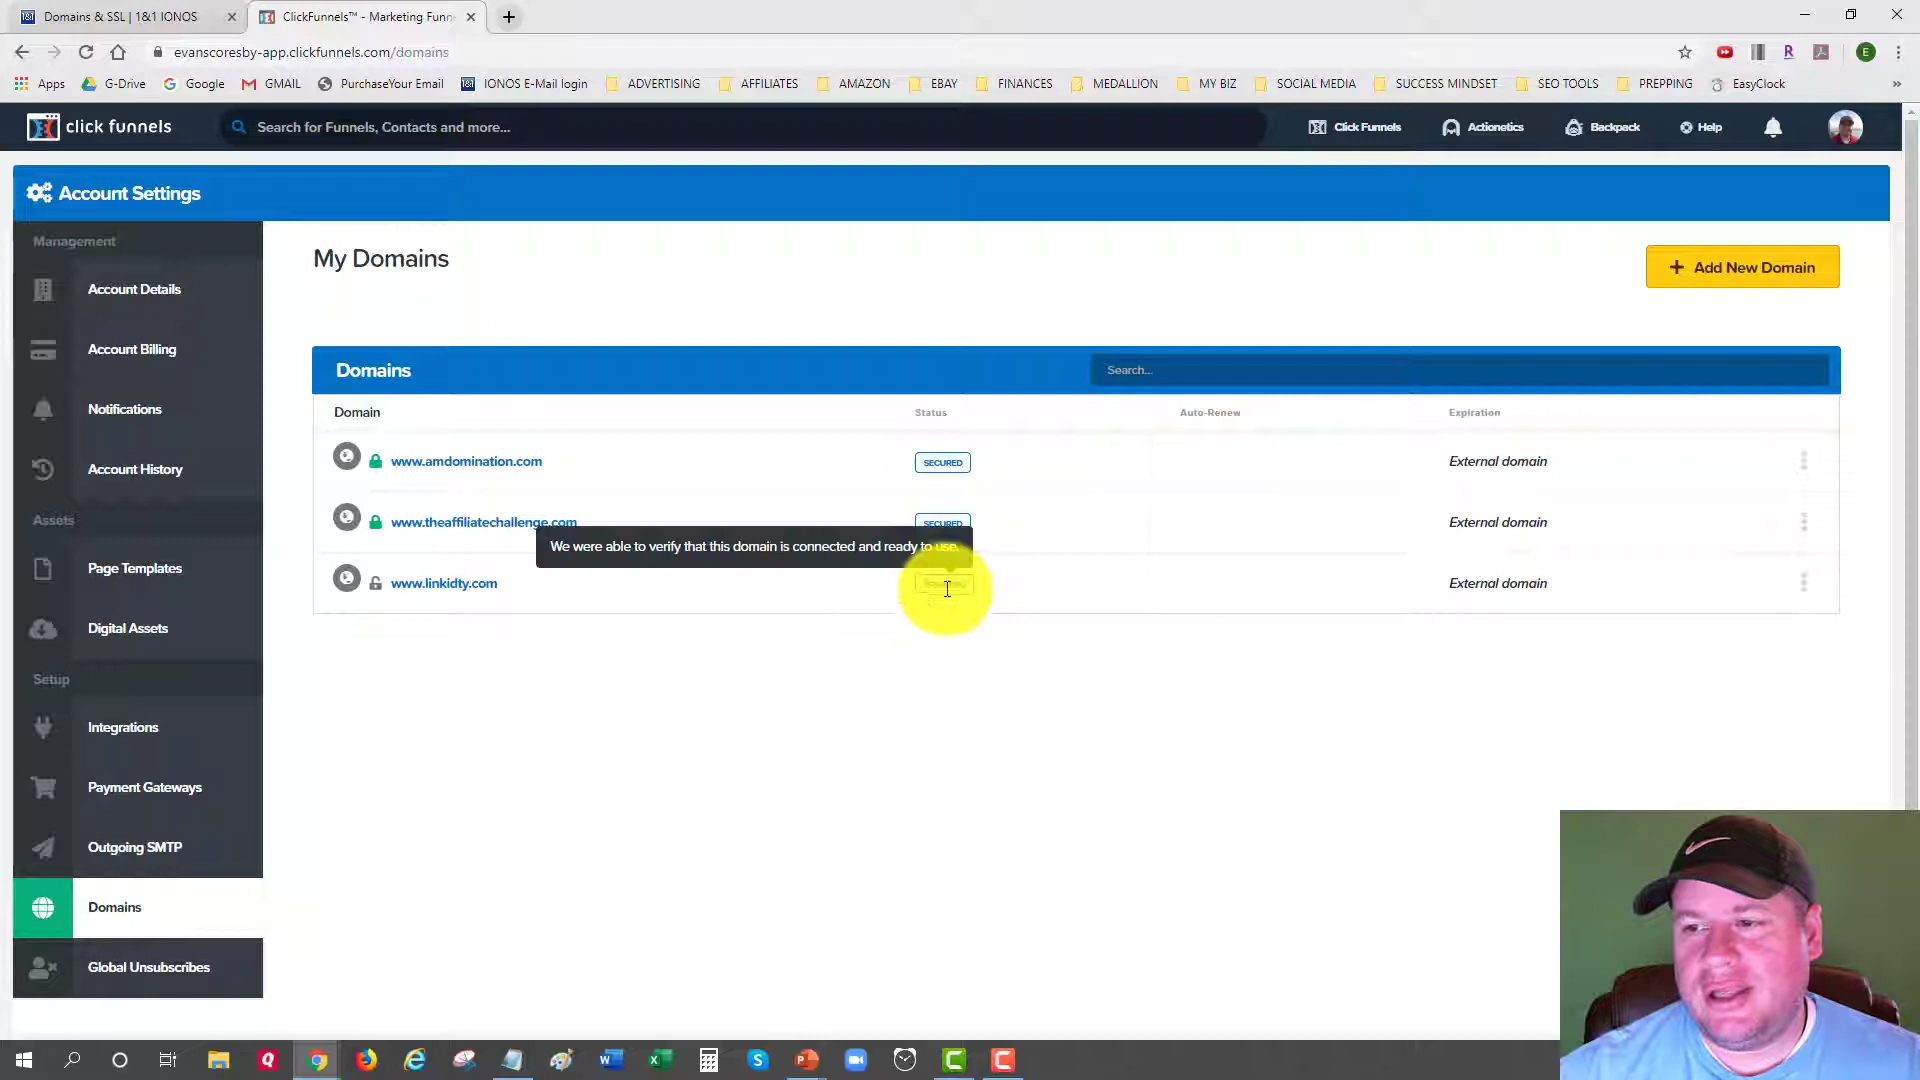 Domains & SSL | 1&1 IONOS
ClickFunnels™ - Marketing Funn
evanscoresby-app.clickfunnels.com/domains
Apps
G-Drive
Google
GMAIL
PurchaseYour Email
IONOS E-Mail login
ADVERTISING
AFFILIATES
AMAZON
EBAY
FINANCES
MEDALLION
MY BIZ
SOCIAL MEDIA
SUCCESS MINDSET
SEO TOOLS
PREPPING
EasyClock
click funnels
Search for Funnels, Contacts and more...
Click Funnels
Actionetics
Backpack
Help
Account Settings
Management
Account Details
Account Billing
Notifications
Account History
Assets
Page Templates
Digital Assets
Setup
Integrations
Payment Gateways
Outgoing SMTP
Domains
Global Unsubscribes
My Domains
+ Add New Domain
Domains
Search...
Domain
Status
Auto-Renew
Expiration
www.amdomination.com
SECURED
External domain
www.theaffiliatechallenge.com
SECURED
External domain
We were able to verify that this domain is connected and ready to use.
www.linkidty.com
External domain